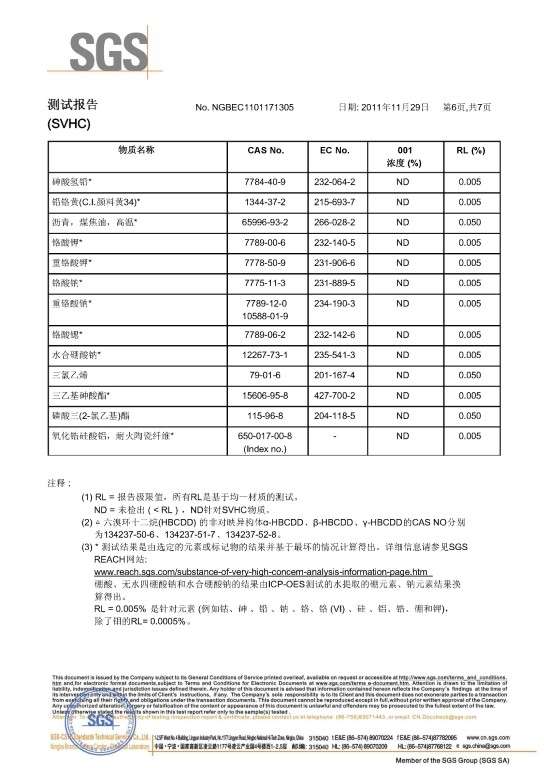 SGS
测试报告 No. NGBEC1101171305 日期: 2011年11月29日 第6页,共7页
(SVHC)
物质名称 CAS No. EC No. 001 浓度 (%) RL (%)
砷酸氢铅* 7784-40-9 232-064-2 ND 0.005
铅铬黄(C.I.颜料黄34)* 1344-37-2 215-693-7 ND 0.005
沥青，煤焦油，高温* 65996-93-2 266-028-2 ND 0.050
铬酸钾* 7789-00-6 232-140-5 ND 0.005
重铬酸钾* 7778-50-9 231-906-6 ND 0.005
铬酸钠* 7775-11-3 231-889-5 ND 0.005
重铬酸钠* 7789-12-0 234-190-3 ND 0.005
10588-01-9
铬酸锶* 7789-06-2 232-142-6 ND 0.005
水合硼酸钠* 12267-73-1 235-541-3 ND 0.005
三氯乙烯 79-01-6 201-167-4 ND 0.050
三乙基砷酸酯* 15606-95-8 427-700-2 ND 0.005
磷酸三(2-氯乙基)酯 115-96-8 204-118-5 ND 0.050
氧化锆硅酸铝，耐火陶瓷纤维* 650-017-00-8 - ND 0.005
(Index no.)
注释：
(1) RL = 报告极限值，所有RL是基于均一材质的测试。
ND = 未检出 ( < RL )，ND针对SVHC物质。
(2) 六溴环十二烷(HBCDD) 的非对映异构体α-HBCDD、β-HBCDD、γ-HBCDD的CAS NO分别
为134237-50-6、134237-51-7、134237-52-8。
(3) * 测试结果是由选定的元素或标记物的结果并基于最坏的情况计算得出。详细信息请参见SGS
REACH网站:
www.reach.sgs.com/substance-of-very-high-concern-analysis-information-page.htm
硼酸、无水四硼酸钠和水合硼酸钠的结果由ICP-OES测试的水提取的硼元素、钠元素结果换
算得出。
RL = 0.005% 是针对元素 (例如钴、砷 、铅 、钠 、铬、铬 (VI) 、硅 、铝、锆、硼和钾),
除了钼的RL= 0.0005%。
This document is issued by the Company subject to its General Conditions of Service printed overleaf, available on request or accessible at http://www.sgs.com/terms_and_conditions.
htm and,for electronic format documents,subject to Terms and Conditions for Electronic Documents at www.sgs.com/terms_e-document.htm. Attention is drawn to the limitation of
liability, indemnification and jurisdiction issues defined therein. Any holder of this document is advised that information contained hereon reflects the Company's findings at the time of
its intervention only and within the limits of Client's instructions, if any. The Company's sole responsibility is to its Client and this document does not exonerate parties to a transaction
from exercising all their rights and obligations under the transaction documents. This document cannot be reproduced except in full,without prior written approval of the Company.
Any unauthorized alteration, forgery or falsification of the content or appearance of this document is unlawful and offenders may be prosecuted to the fullest extent of the law.
Unless otherwise stated the results shown in this test report refer only to the sample(s) tested .
SGS
315040 t E&E (86–574) 89070224 f E&E (86–574)87782095 www.cn.sgs.com
315040 HL: (86–574) 89070209 HL: (86–574)87768122 e sgs.china@sgs.com
Member of the SGS Group (SGS SA)